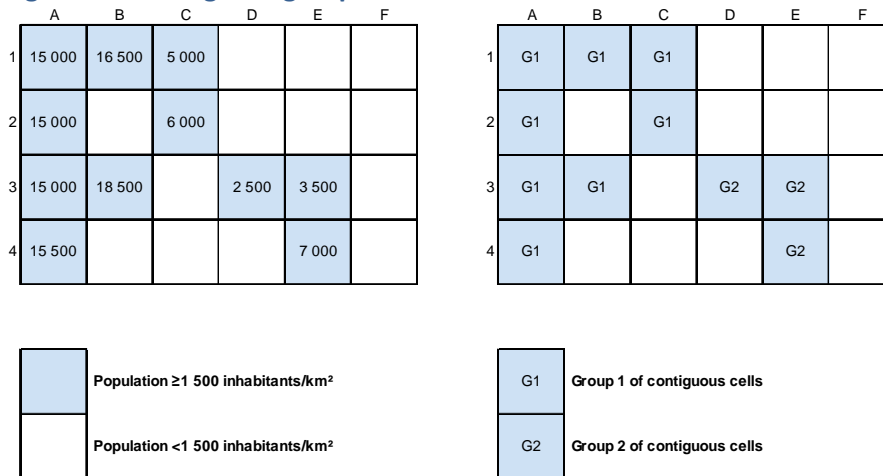 A B C D E F A B C D E F
1 15 000 16 500 5 000 1 G1 G1 G1
2 15 000 6 000 2 G1 G1
3 15 000 18 500 2 500 3 500 3 G1 G1 G2 G2
4 15 500 7 000 4 G1 G2
Population ≥1 500 inhabitants/km² G1 Group 1 of contiguous cells
Population <1 500 inhabitants/km² G2 Group 2 of contiguous cells